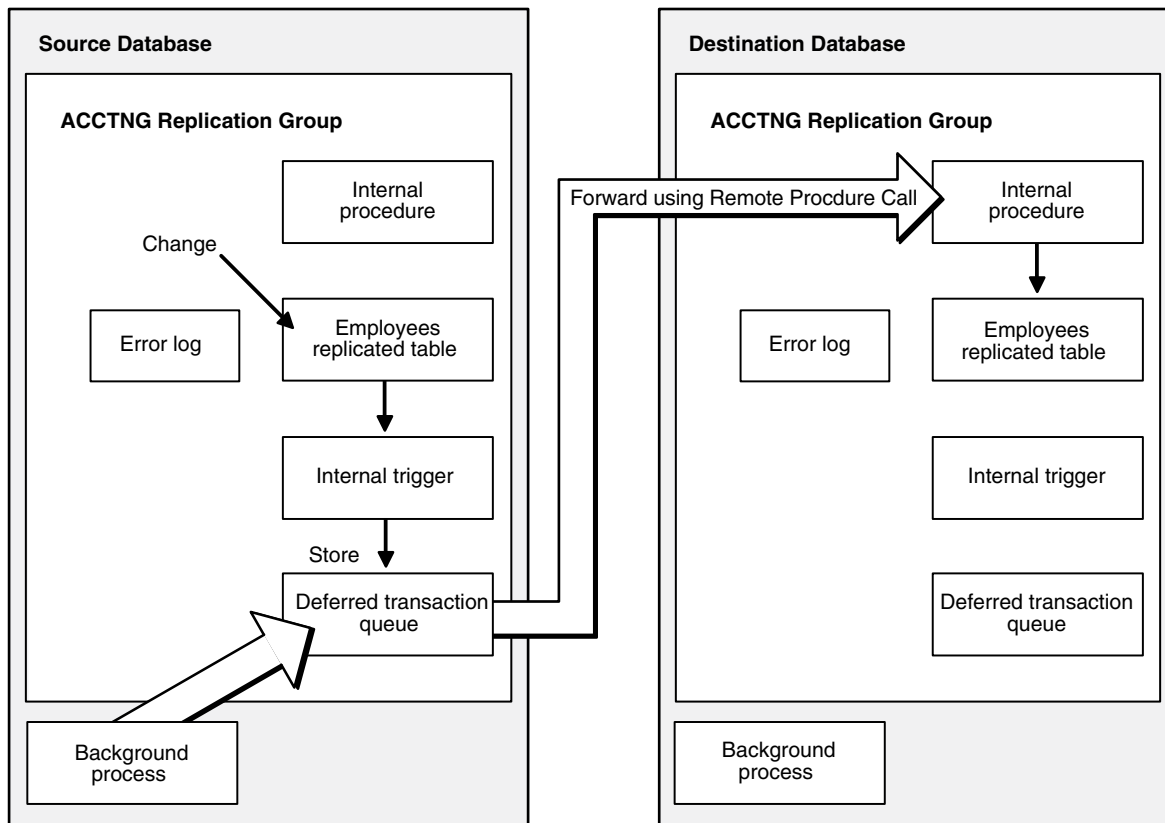 Source Database
ACCTNG Replication Group
Internal
procedure
Change
Error log
Employees
replicated table
Internal trigger
Store
Deferred transaction
queue
Background
process
Forward using Remote Procdure Call
Destination Database
ACCTNG Replication Group
Internal
procedure
Error log
Employees
replicated table
Internal trigger
Deferred transaction
queue
Background
process